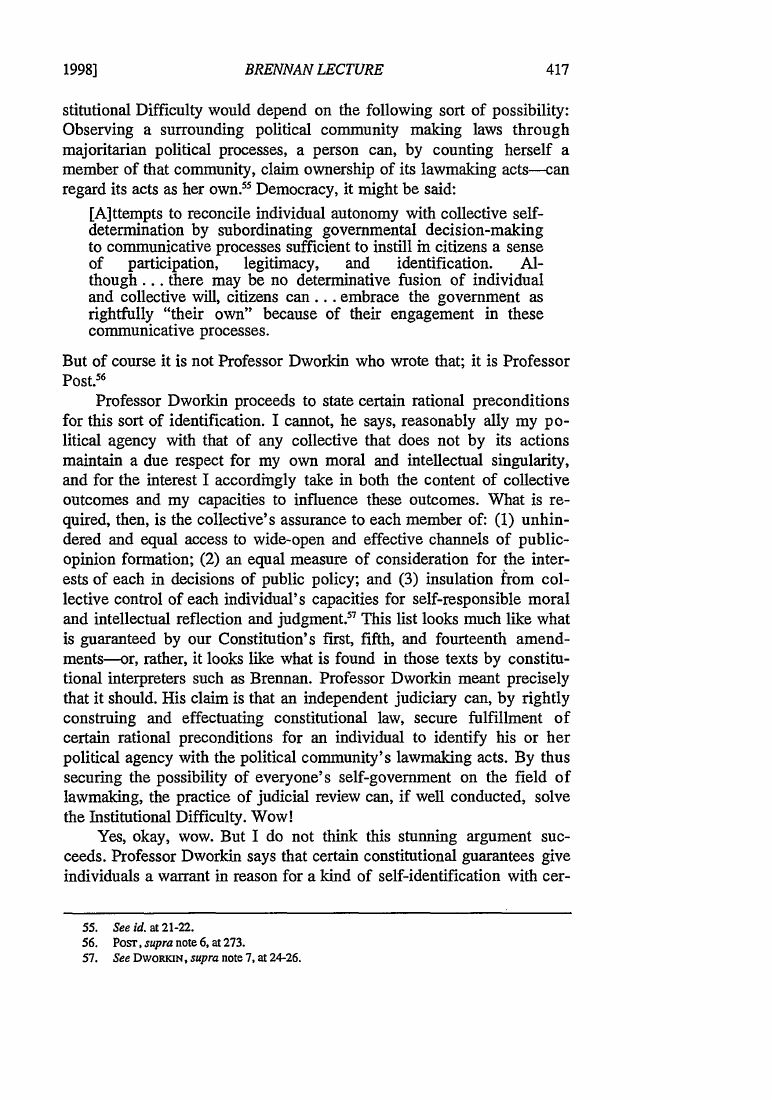 1998]	BRENNAN LECTURE	417
stitutional Difficulty would depend on the following sort of possibility:
Observing a surrounding political community making laws through
majoritarian political processes, a person can, by counting herself a
member of that community, claim ownership of its lawmaking acts—can
regard its acts as her own.55 Democracy, it might be said:
[A]ttempts to reconcile individual autonomy with collective self-
determination by subordinating governmental decision-making
to communicative processes sufficient to instill in citizens a sense
of participation, legitimacy, and identification. Al-
though . . . there may be no determinative fusion of individual
and collective will, citizens can . . . embrace the government as
rightfully “their own” because of their engagement in these
communicative processes.
But of course it is not Professor Dworkin who wrote that; it is Professor
Post.56
Professor Dworkin proceeds to state certain rational preconditions
for this sort of identification. I cannot, he says, reasonably ally my po-
litical agency with that of any collective that does not by its actions
maintain a due respect for my own moral and intellectual singularity,
and for the interest I accordingly take in both the content of collective
outcomes and my capacities to influence these outcomes. What is re-
quired, then, is the collective’s assurance to each member of: (1) unhin-
dered and equal access to wide-open and effective channels of public-
opinion formation; (2) an equal measure of consideration for the inter-
ests of each in decisions of public policy; and (3) insulation from col-
lective control of each individual’s capacities for self-responsible moral
and intellectual reflection and judgment.57 This list looks much like what
is guaranteed by our Constitution’s first, fifth, and fourteenth amend-
ments—or, rather, it looks like what is found in those texts by constitu-
tional interpreters such as Brennan. Professor Dworkin meant precisely
that it should. His claim is that an independent judiciary can, by rightly
construing and effectuating constitutional law, secure fulfillment of
certain rational preconditions for an individual to identify his or her
political agency with the political community’s lawmaking acts. By thus
securing the possibility of everyone’s self-government on the field of
lawmaking, the practice of judicial review can, if well conducted, solve
the Institutional Difficulty. Wow!
Yes, okay, wow. But I do not think this stunning argument suc-
ceeds. Professor Dworkin says that certain constitutional guarantees give
individuals a warrant in reason for a kind of self-identification with cer-
55. See id. at 21-22.
56. POST, supra note 6, at 273.
57. See DWORKIN, supra note 7, at 24-26.